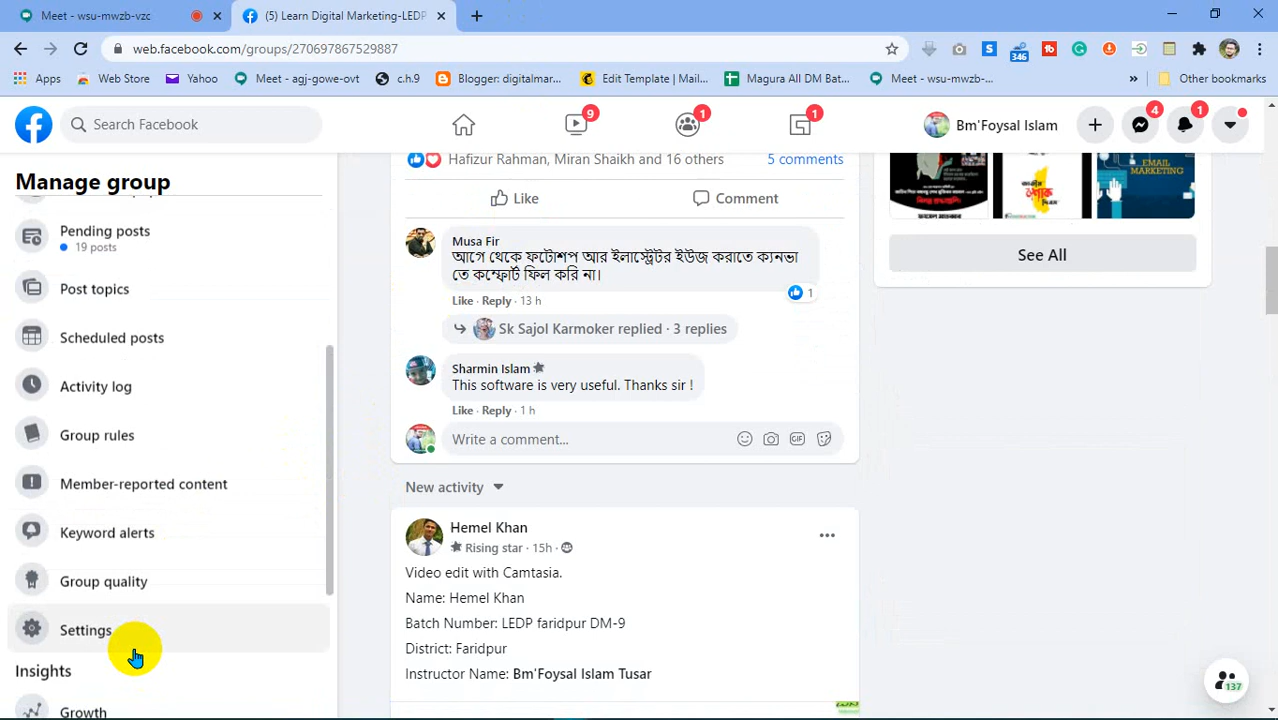 Meet - wsu-mwzb-vzc
(5) Learn Digital Marketing-LEDP
web.facebook.com/groups/270697867529887
346
Apps
Web Store
Yahoo
Meet - agj-gowe-ovt
c.h.9
Blogger: digitalmar...
Edit Template | Mail...
Magura All DM Bat...
Meet - wsu-mwzb-...
Other bookmarks
Search Facebook
9
1
1
Bm'Foysal Islam
4
1
Manage group
Pending posts
19 posts
Post topics
Scheduled posts
Activity log
Group rules
Member-reported content
Keyword alerts
Group quality
Settings
Insights
Growth
Hafizur Rahman, Miran Shaikh and 16 others
5 comments
Comment
Musa Fir
আগে থেকে ফটোশপ আর ইলাস্ট্রেটর ইউজ করাতে ক্যনভা
তে কম্ফোর্ট ফিল করি না।
1
Like · Reply · 13 h
Sk Sajol Karmoker replied · 3 replies
Sharmin Islam
This software is very useful. Thanks sir !
Like · Reply · 1 h
Write a comment...
GIF
New activity
Hemel Khan
Rising star · 15h ·
Video edit with Camtasia.
Name: Hemel Khan
Batch Number: LEDP faridpur DM-9
District: Faridpur
Instructor Name: Bm'Foysal Islam Tusar
EMAIL
MARKETING
See All
137